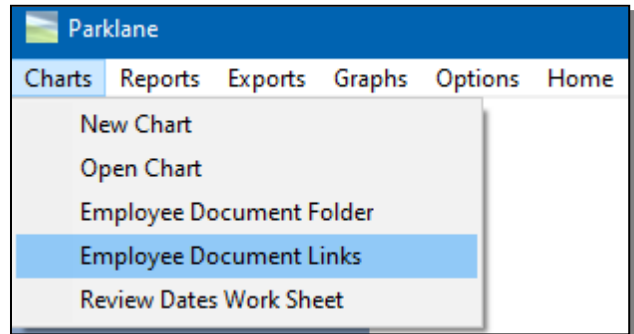 Parklane
Charts Reports Exports Graphs Options Home
New Chart
Open Chart
Employee Document Folder
Employee Document Links
Review Dates Work Sheet